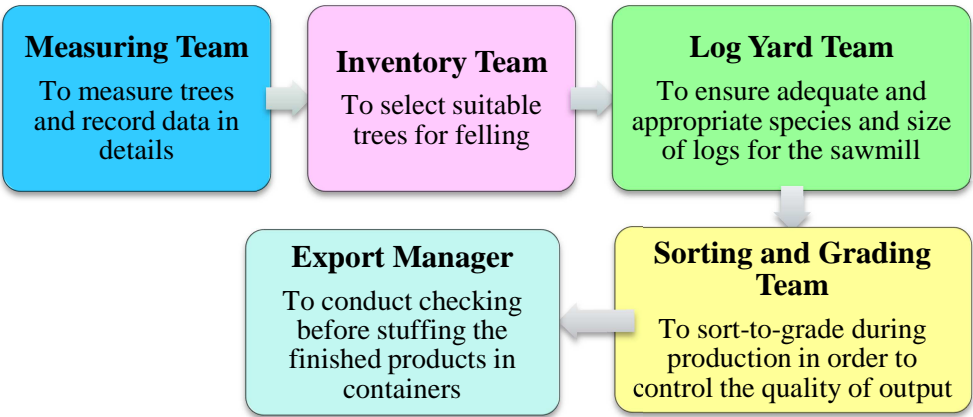 Measuring Team
To measure trees
and record data in
details
Inventory Team
To select suitable
trees for felling
Log Yard Team
To ensure adequate and
appropriate species and size
of logs for the sawmill
Sorting and Grading
Team
To sort-to-grade during
production in order to
control the quality of output
Export Manager
To conduct checking
before stuffing the
finished products in
containers